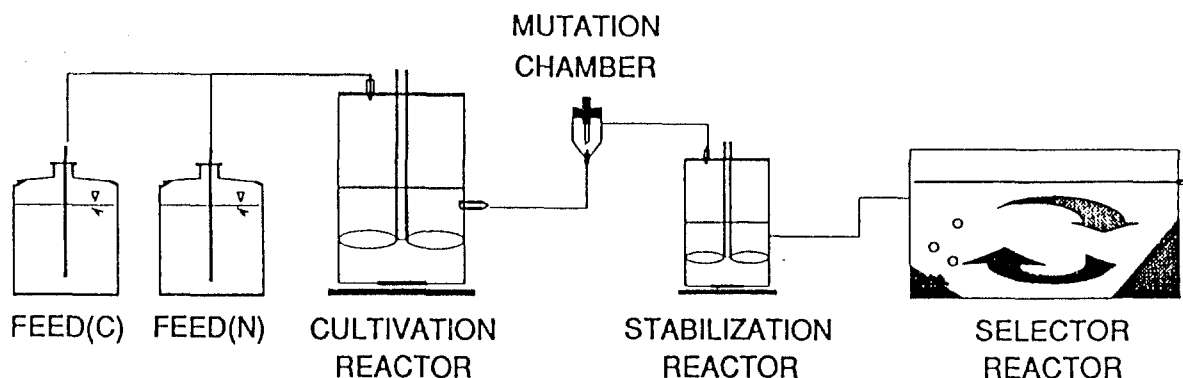 MUTATION
CHAMBER
FEED(C)
FEED(N)
CULTIVATION
REACTOR
STABILIZATION
REACTOR
SELECTOR
REACTOR